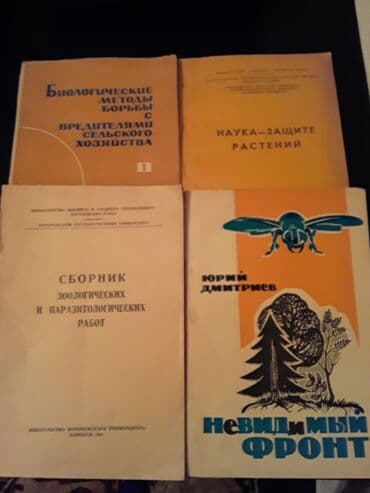 Биологические
методы
борьбы
с
вредителями
сельского
хозяйства
1
НАУКА—ЗАЩИТЕ
РАСТЕНИЙ
СБОРНИК
ЗООЛОГИЧЕСКИХ
И ПАРАЗИТОЛОГИЧЕСКИХ
РАБОТ
ИЗДАТЕЛЬСТВО ВОРОНЕЖСКОГО УНИВЕРСИТЕТА
ЮРИЙ
ДМИТРИЕВ
НеВИДиМЫЙ
ФРОНТ